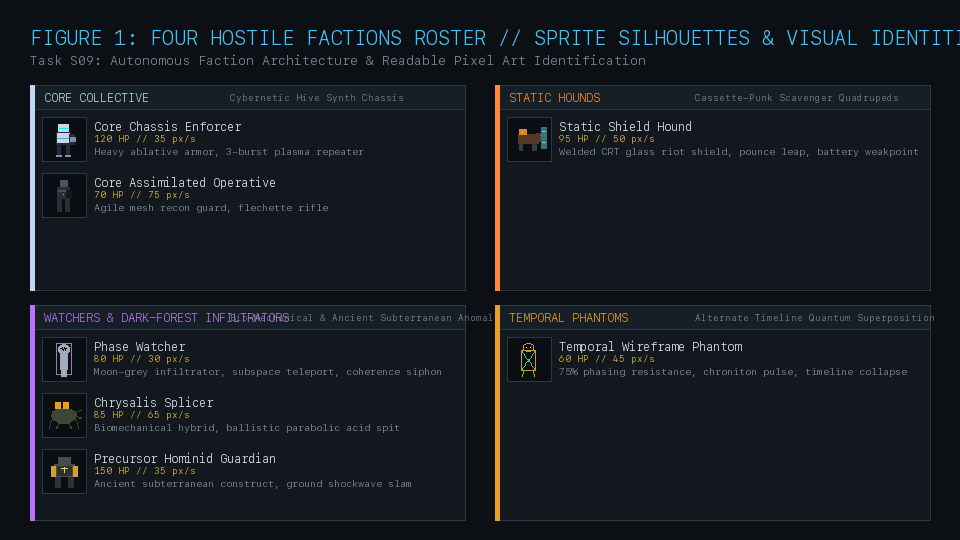 FIGURE 1: FOUR HOSTILE FACTIONS ROSTER // SPRITE SILHOUETTES & VISUAL IDENTITI
Task S09: Autonomous Faction Architecture & Readable Pixel Art Identification
CORE COLLECTIVE
Cybernetic Hive Synth Chassis
Core Chassis Enforcer
120 HP // 35 px/s
Heavy ablative armor, 3-burst plasma repeater
Core Assimilated Operative
70 HP // 75 px/s
Agile mesh recon guard, flechette rifle
STATIC HOUNDS
Cassette-Punk Scavenger Quadrupeds
Static Shield Hound
95 HP // 50 px/s
Welded CRT glass riot shield, pounce leap, battery weakpoint
WATCHERS & DARK-FOREST INFILTRATORS
& Ancient Subterranean Anomal
Phase Watcher
80 HP // 30 px/s
Moon-grey infiltrator, subspace teleport, coherence siphon
Chrysalis Splicer
85 HP // 65 px/s
Biomechanical hybrid, ballistic parabolic acid spit
Precursor Hominid Guardian
150 HP // 35 px/s
Ancient subterranean construct, ground shockwave slam
TEMPORAL PHANTOMS
Alternate Timeline Quantum Superposition
Temporal Wireframe Phantom
60 HP // 45 px/s
75% phasing resistance, chroniton pulse, timeline collapse